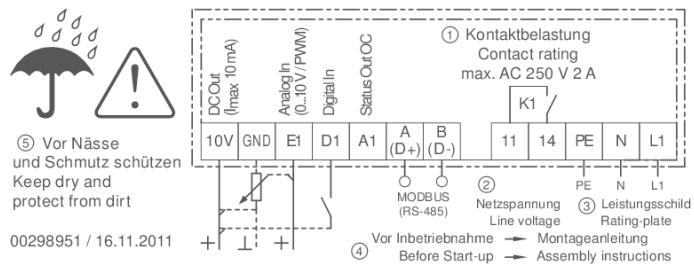 ① Kontaktbelastung
Contact rating
max. AC 250 V 2 A
K1
DC Out
(Imax 10 mA)
Analog In
(0...10 V / PWM)
Digital In
Status Out OC
10V GND E1 D1 A1 A (D+) B (D-) 11 14 PE N L1
MODBUS
(RS-485)
② Netzspannung
Line voltage
PE N L1
③ Leistungsschild
Rating-plate
④ Vor Inbetriebnahme → Montageanleitung
Before Start-up → Assembly instructions
⑤ Vor Nässe
und Schmutz schützen
Keep dry and
protect from dirt
00298951 / 16.11.2011
+ ⊥ +